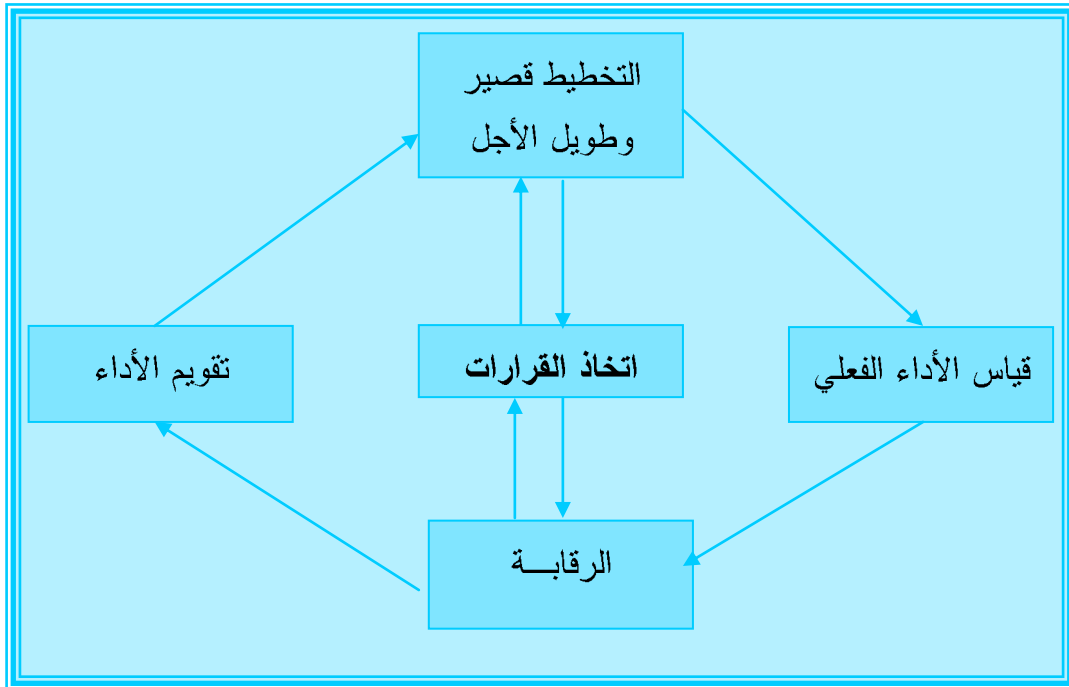 التخطيط قصير
وطويل الأجل
قياس الأداء الفعلي
اتخاذ القرارات
تقويم الأداء
الرقابـــة